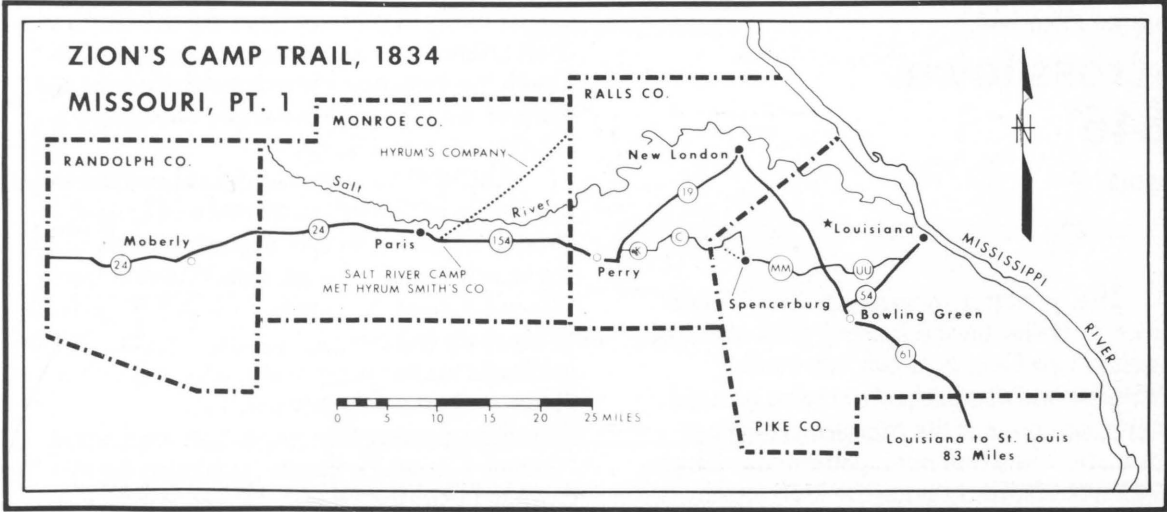 ZION'S CAMP TRAIL, 1834
MISSOURI, PT. 1
RANDOLPH CO.
MONROE CO.
RALLS CO.
HYRUM'S COMPANY
New London
N
Salt
River
19
24
Moberly
24
Paris
154
SALT RIVER CAMP
MET HYRUM SMITH'S CO
Perry
K
C
Louisiana
MISSISSIPPI
RIVER
MM
UU
Spencerburg
54
Bowling Green
61
0 5 10 15 20 25 MILES
PIKE CO.
Louisiana to St. Louis
83 Miles